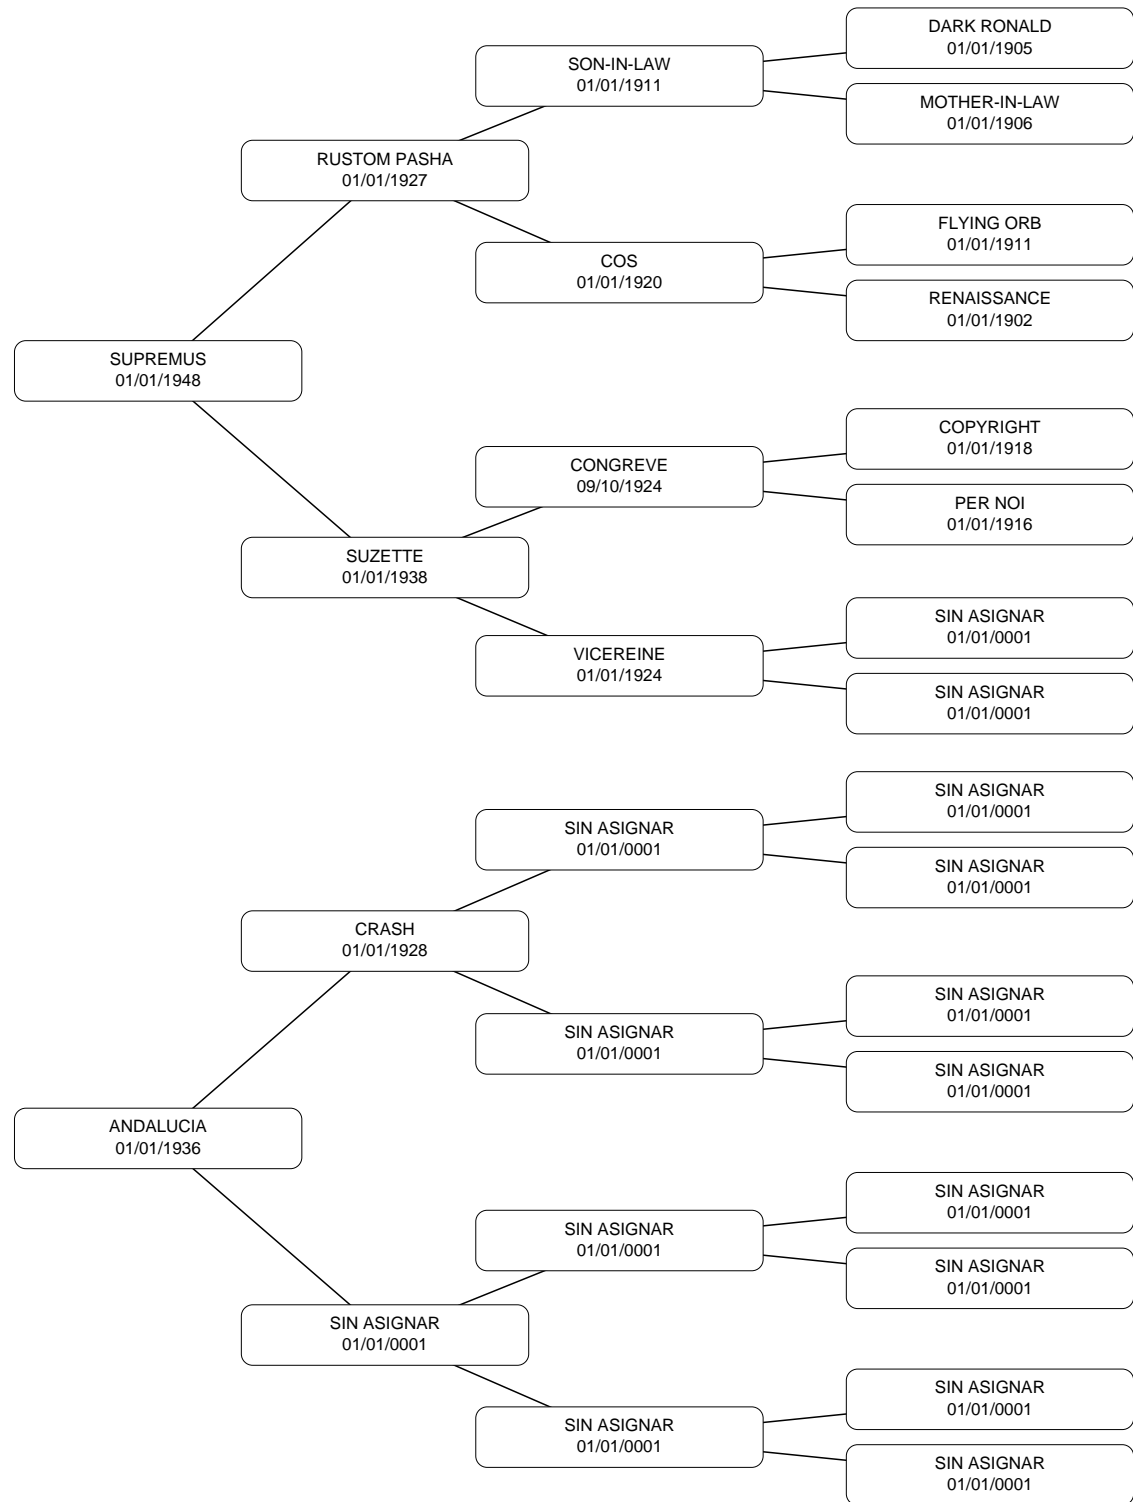 DARK RONALD
01/01/1905
SON-IN-LAW
01/01/1911
MOTHER-IN-LAW
01/01/1906
RUSTOM PASHA
01/01/1927
FLYING ORB
01/01/1911
COS
01/01/1920
RENAISSANCE
01/01/1902
SUPREMUS
01/01/1948
COPYRIGHT
01/01/1918
CONGREVE
09/10/1924
PER NOI
01/01/1916
SUZETTE
01/01/1938
SIN ASIGNAR
01/01/0001
VICEREINE
01/01/1924
SIN ASIGNAR
01/01/0001
SIN ASIGNAR
01/01/0001
SIN ASIGNAR
01/01/0001
SIN ASIGNAR
01/01/0001
CRASH
01/01/1928
SIN ASIGNAR
01/01/0001
SIN ASIGNAR
01/01/0001
SIN ASIGNAR
01/01/0001
ANDALUCIA
01/01/1936
SIN ASIGNAR
01/01/0001
SIN ASIGNAR
01/01/0001
SIN ASIGNAR
01/01/0001
SIN ASIGNAR
01/01/0001
SIN ASIGNAR
01/01/0001
SIN ASIGNAR
01/01/0001
SIN ASIGNAR
01/01/0001